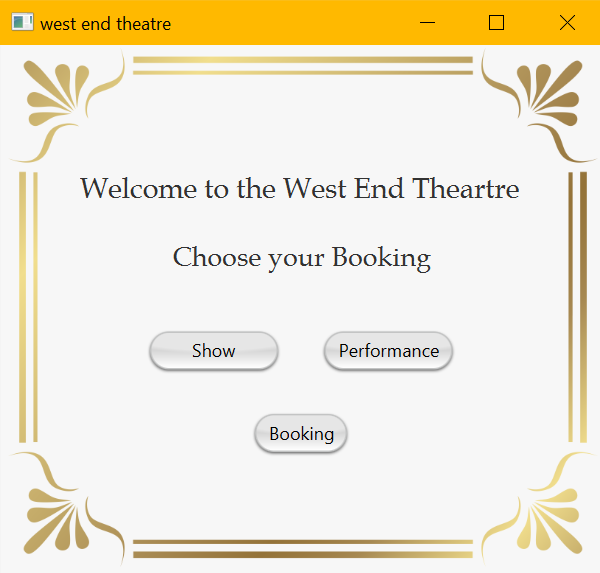 west end theatre
Welcome to the West End Theartre
Choose your Booking
Show
Performance
Booking